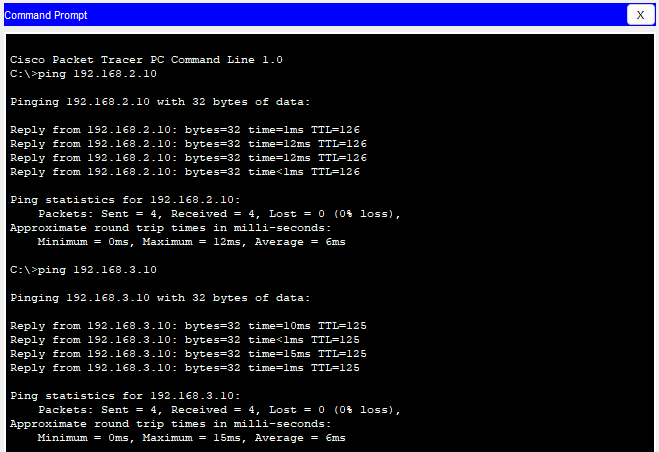 Command Prompt
X
Cisco Packet Tracer PC Command Line 1.0
C:\>ping 192.168.2.10
Pinging 192.168.2.10 with 32 bytes of data:
Reply from 192.168.2.10: bytes=32 time=1ms TTL=126
Reply from 192.168.2.10: bytes=32 time=12ms TTL=126
Reply from 192.168.2.10: bytes=32 time=12ms TTL=126
Reply from 192.168.2.10: bytes=32 time<1ms TTL=126
Ping statistics for 192.168.2.10:
    Packets: Sent = 4, Received = 4, Lost = 0 (0% loss),
Approximate round trip times in milli-seconds:
    Minimum = 0ms, Maximum = 12ms, Average = 6ms
C:\>ping 192.168.3.10
Pinging 192.168.3.10 with 32 bytes of data:
Reply from 192.168.3.10: bytes=32 time=10ms TTL=125
Reply from 192.168.3.10: bytes=32 time<1ms TTL=125
Reply from 192.168.3.10: bytes=32 time=15ms TTL=125
Reply from 192.168.3.10: bytes=32 time=1ms TTL=125
Ping statistics for 192.168.3.10:
    Packets: Sent = 4, Received = 4, Lost = 0 (0% loss),
Approximate round trip times in milli-seconds:
    Minimum = 0ms, Maximum = 15ms, Average = 6ms